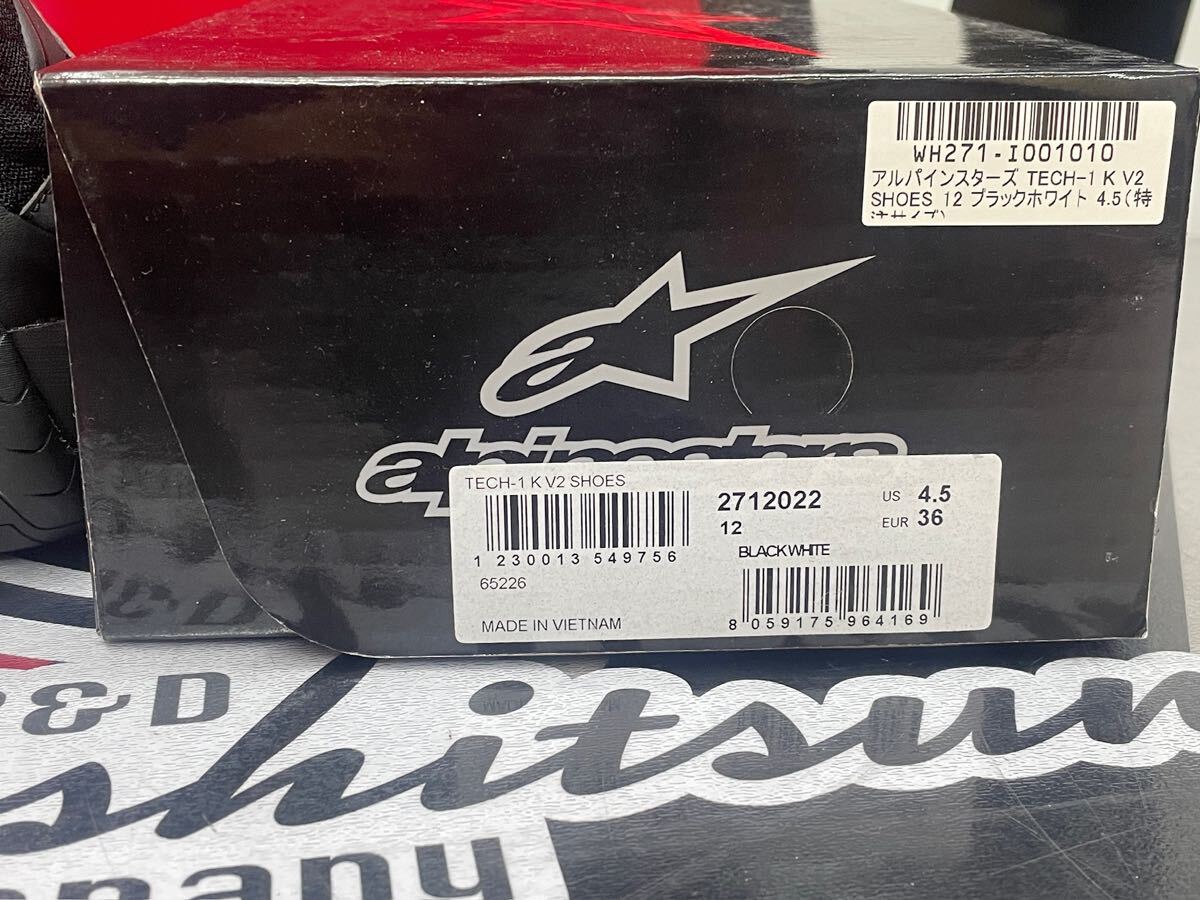 WH271-I001010
アルパインスターズ TECH-1 K V2
SHOES 12 ブラックホワイト 4.5(特
alpinestars
TECH-1 K V2 SHOES
2712022
US 4.5
12
EUR 36
BLACK WHITE
1 230013 549756
65226
8 059175 964169
MADE IN VIETNAM
&D
&D